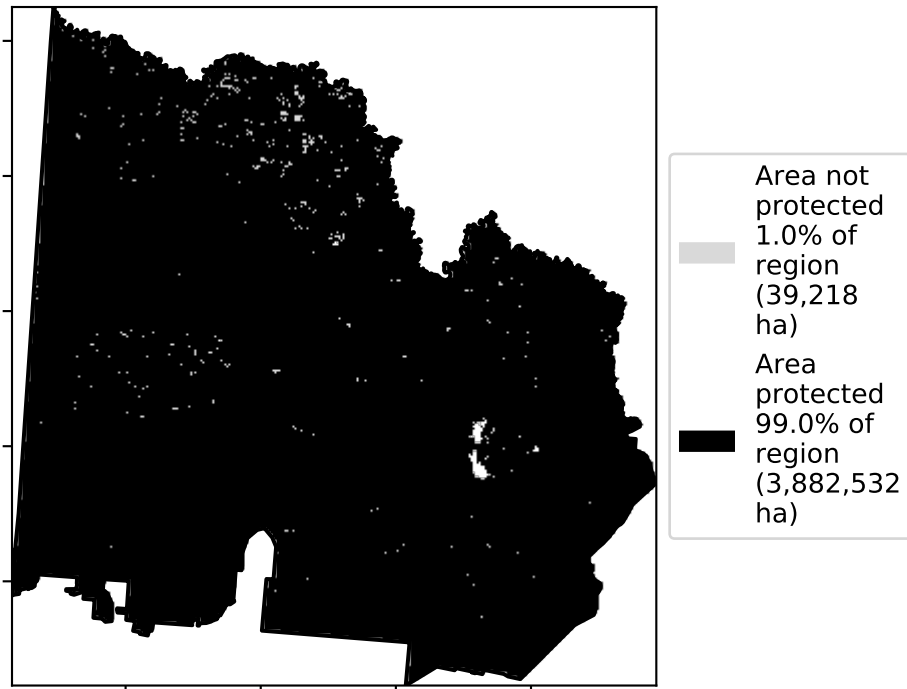 Area not
protected
1.0% of
region
(39,218
ha)
Area
protected
99.0% of
region
(3,882,532
ha)